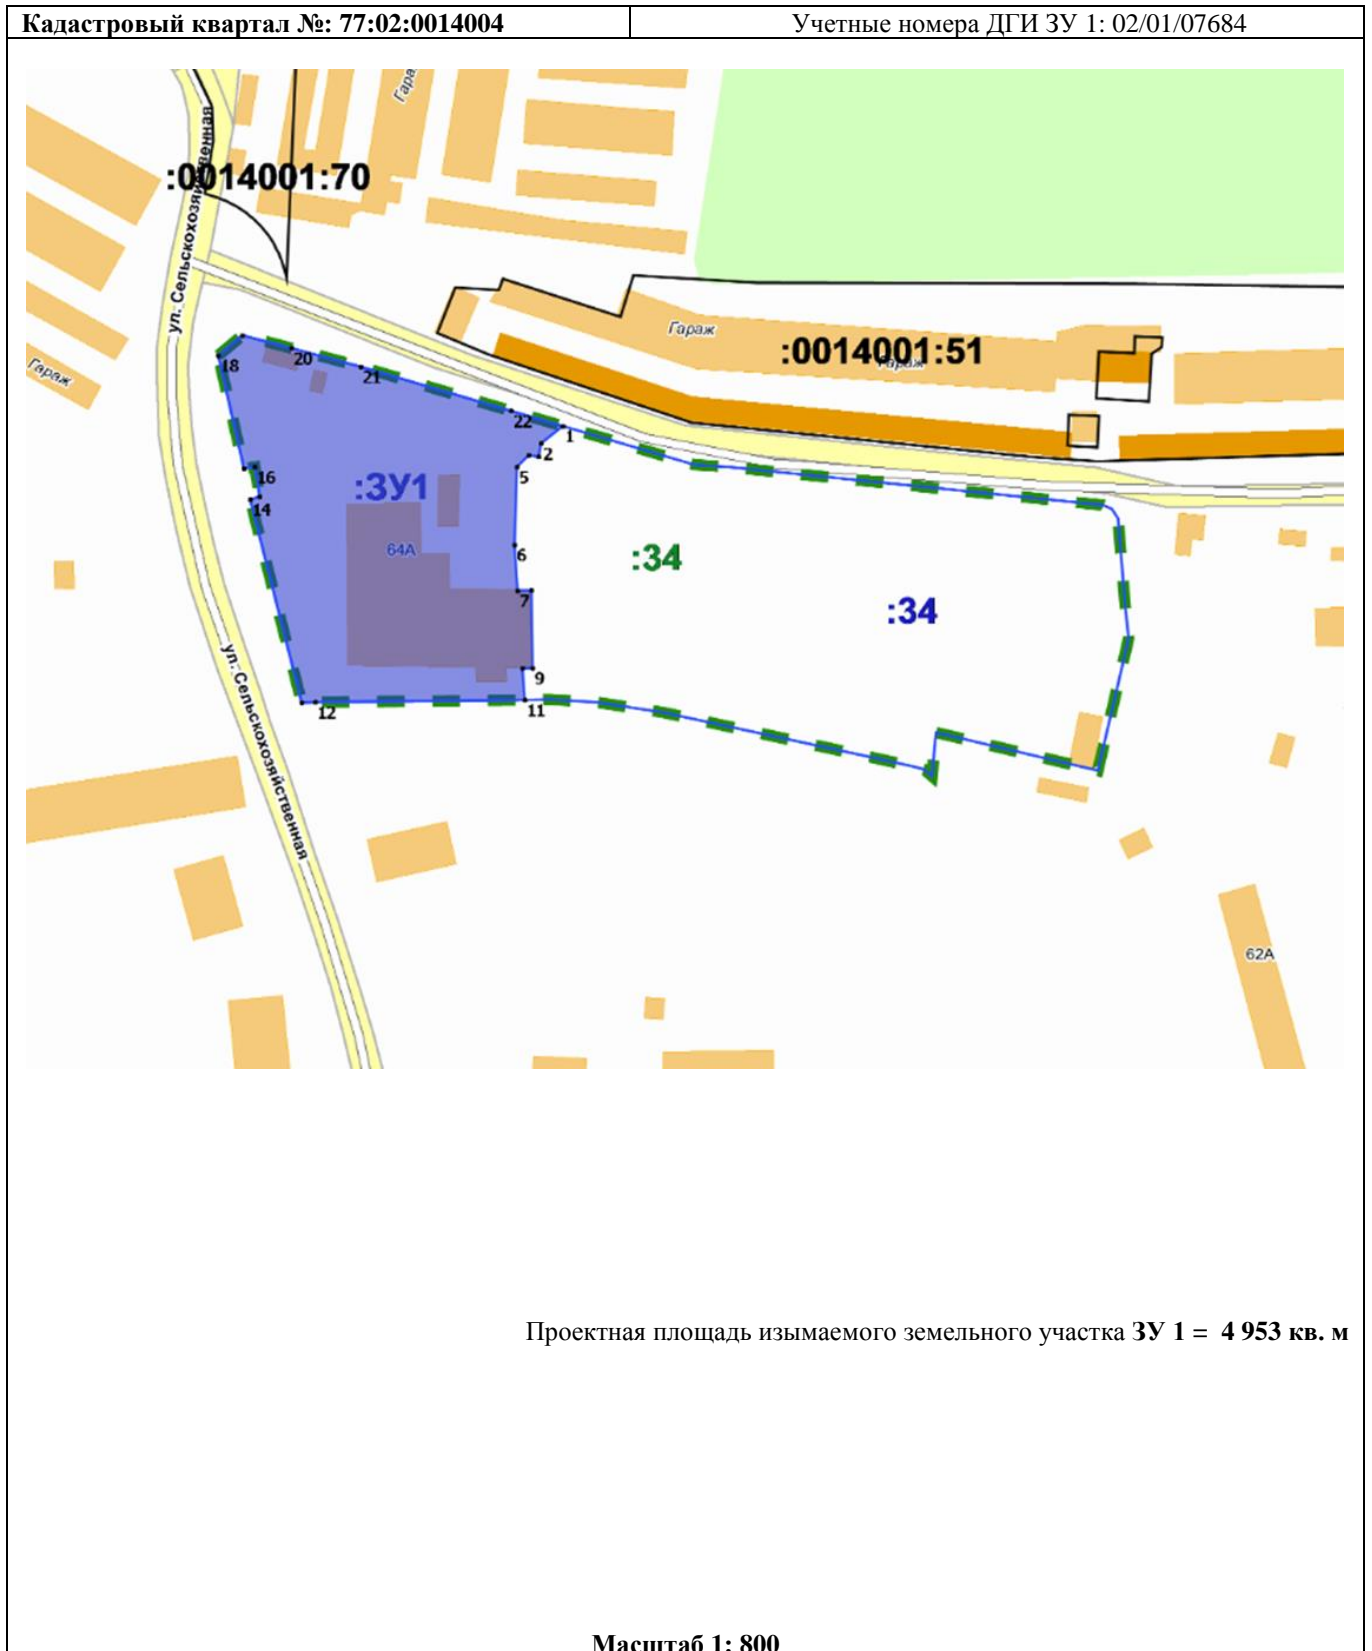 Кадастровый квартал №: 77:02:0014004
Учетные номера ДГИ ЗУ 1: 02/01/07684
Гара
ул. Сельскохозяйственная
:0014001:70
Гараж
:0014001:51
Гараж
Гараж
18
20
21
22
1
2
5
16
14
:ЗУ1
64А
6
:34
7
:34
9
12
11
ул. Сельскохозяйственная
62А
Проектная площадь изымаемого земельного участка ЗУ 1 = 4 953 кв. м
Масштаб 1: 800